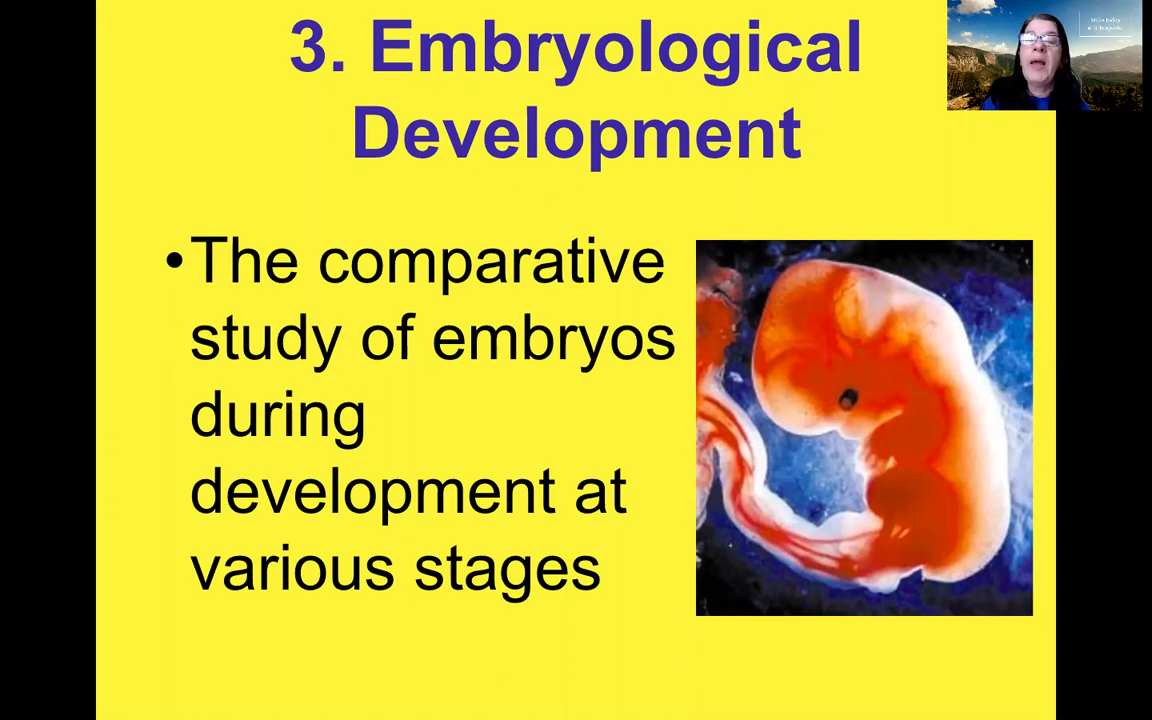 3. Embryological
Development
•The comparative
study of embryos
during
development at
various stages